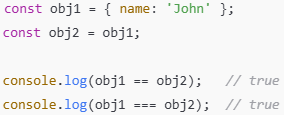 const obj1 = { name: 'John' };
const obj2 = obj1;
console.log(obj1 == obj2);   // true
console.log(obj1 === obj2);  // true